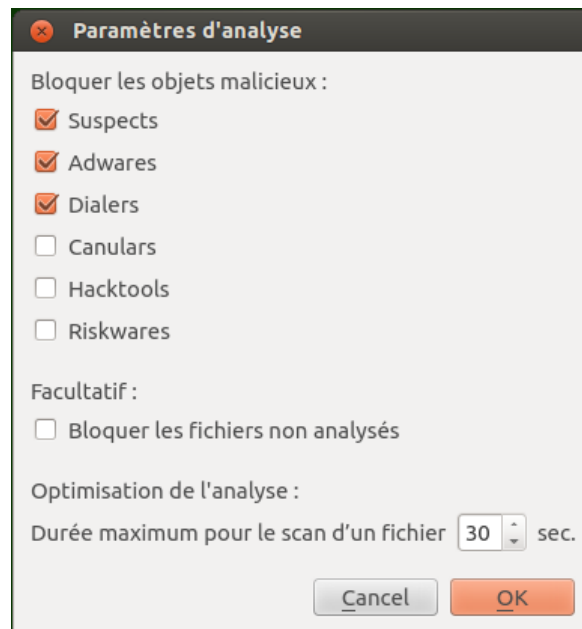 Paramètres d'analyse
Bloquer les objets malicieux :
Suspects
Adwares
Dialers
Canulars
Hacktools
Riskwares
Facultatif :
Bloquer les fichiers non analysés
Optimisation de l'analyse :
Durée maximum pour le scan d’un fichier 30 sec.
Cancel OK